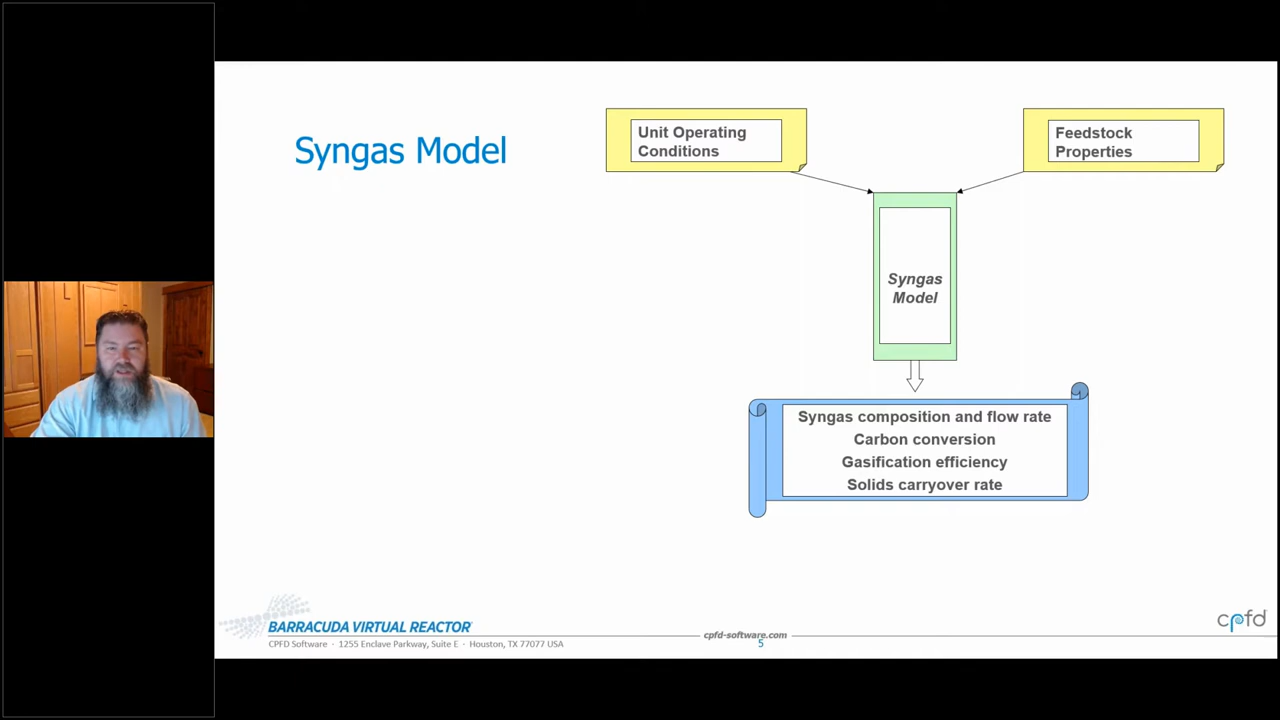 Syngas Model
Unit Operating
Conditions
Feedstock
Properties
Syngas
Model
Syngas composition and flow rate
Carbon conversion
Gasification efficiency
Solids carryover rate
BARRACUDA VIRTUAL REACTOR
CPFD Software · 1255 Enclave Parkway, Suite E · Houston, TX 77077 USA
cpfd-software.com
5
cpfd